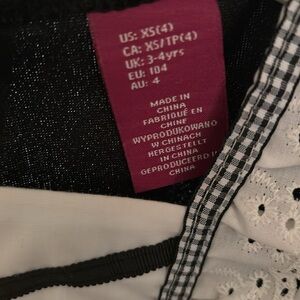 US: XS(4)
CA: XS/TP(4)
UK: 3-4yrs
EU: 104
AU: 4
MADE IN
CHINA
FABRIQUÉ EN
CHINE
WYPRODUKOWANO
W CHINACH
HERGESTELLT
IN CHINA
GEPRODUCEERD IN
CHINA